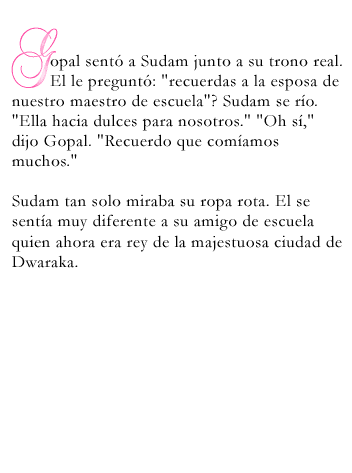 Gopal sentó a Sudam junto a su trono real.
El le preguntó: "recuerdas a la esposa de
nuestro maestro de escuela"? Sudam se río.
"Ella hacia dulces para nosotros." "Oh sí,"
dijo Gopal. "Recuerdo que comíamos
muchos."

Sudam tan solo miraba su ropa rota. El se
sentía muy diferente a su amigo de escuela
quien ahora era rey de la majestuosa ciudad de
Dwaraka.